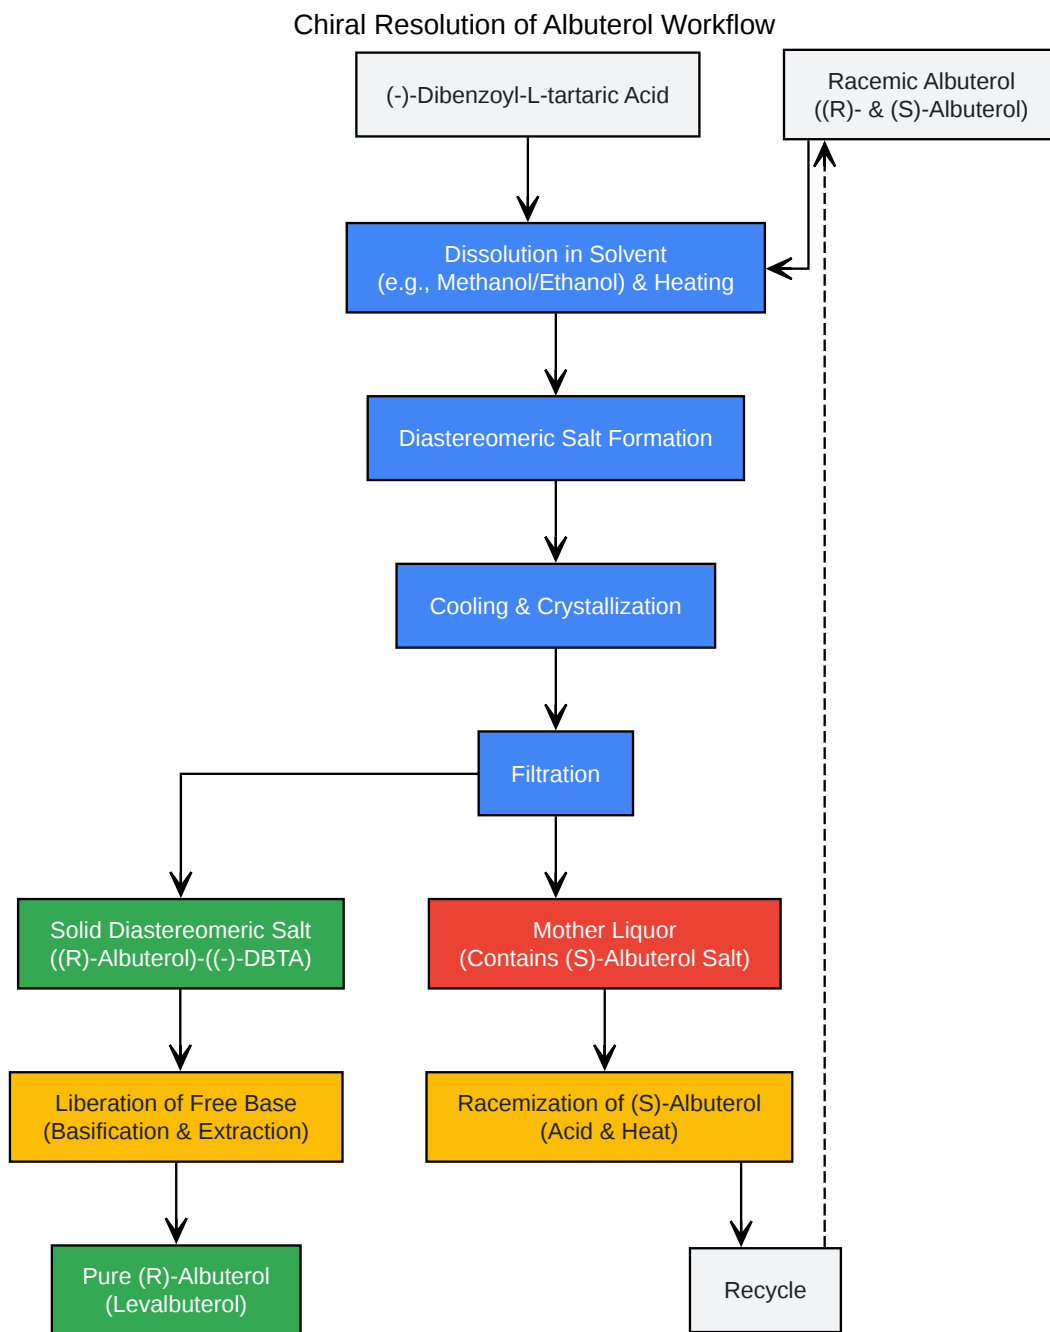 Chiral Resolution of Albuterol Workflow
(-)-Dibenzoyl-L-tartaric Acid
Racemic Albuterol
((R)- & (S)-Albuterol)
Dissolution in Solvent
(e.g., Methanol/Ethanol) & Heating
Diastereomeric Salt Formation
Cooling & Crystallization
Filtration
Solid Diastereomeric Salt
((R)-Albuterol)-((-)-DBTA)
Mother Liquor
(Contains (S)-Albuterol Salt)
Liberation of Free Base
(Basification & Extraction)
Racemization of (S)-Albuterol
(Acid & Heat)
Pure (R)-Albuterol
(Levalbuterol)
Recycle